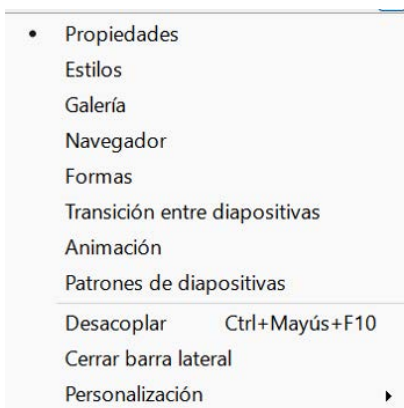 Propiedades
Estilos
Galería
Navegador
Formas
Transición entre diapositivas
Animación
Patrones de diapositivas
Desacoplar Ctrl+Mayús+F10
Cerrar barra lateral
Personalización